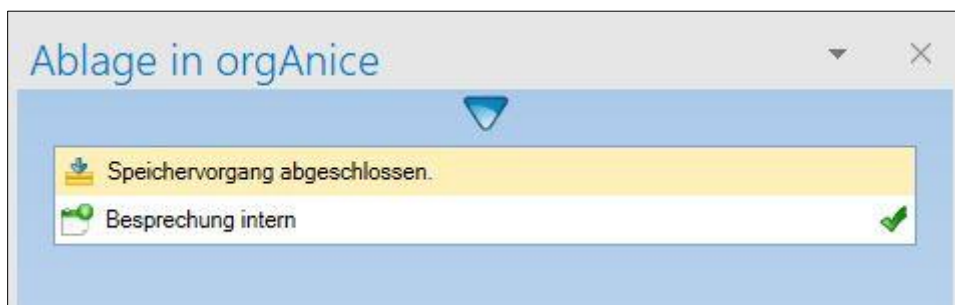 Ablage in orgAnice
Speichervorgang abgeschlossen.
Besprechung intern